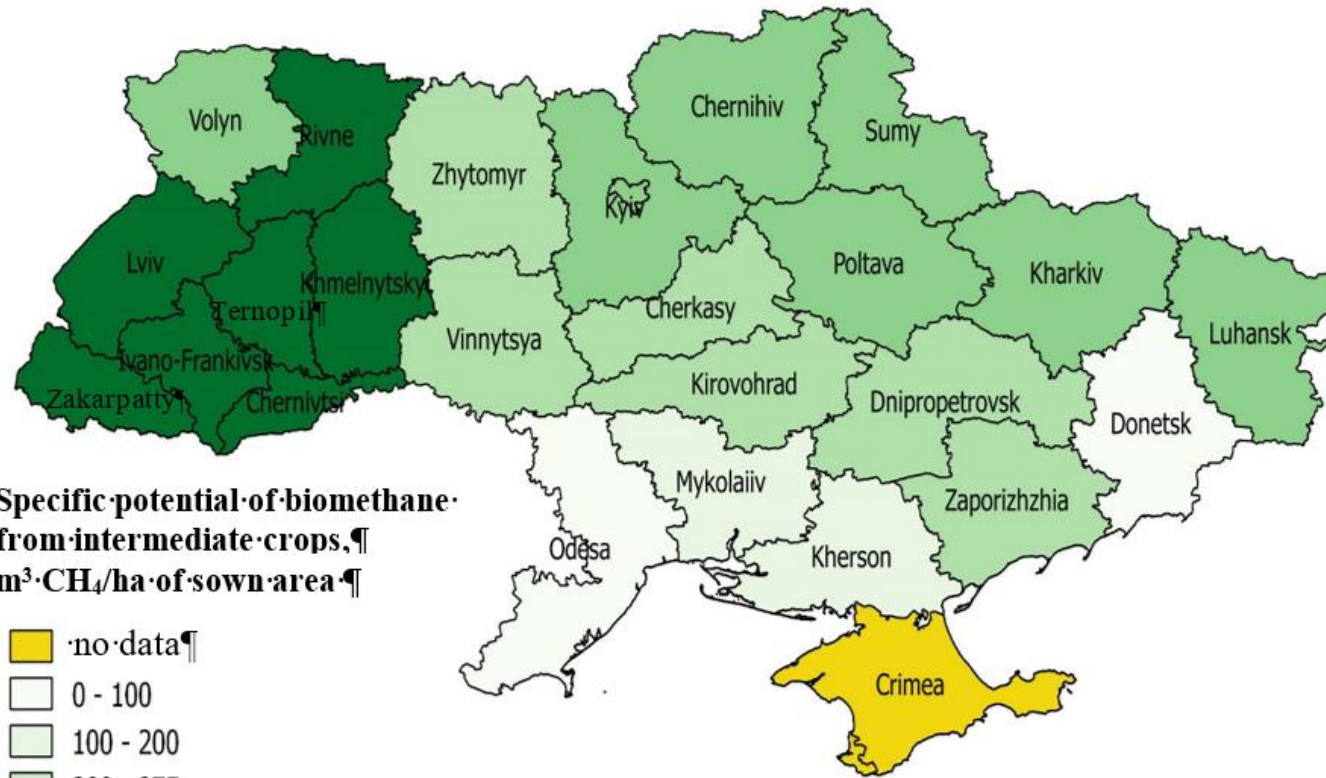 Chernihiv
Volyn
Sumy
Rivne
Zhytomyr
Kyiv
Lviv
Poltava
Kharkiv
Khmelnytsky
Ternopil¶
Cherkasy
Luhansk
Vinnytsya
Ivano-Frankivsk
Kirovohrad
Zakarpatty¶
Chernivtsi
Dnipropetrovsk
Donetsk
Mykolaiiv
Zaporizhzhia
Specific·potential·of·biomethane·
from·intermediate·crops,¶
m³·CH₄/ha·of·sown·area·¶
Odesa
Kherson
·no·data¶
Crimea
0 - 100
100 - 200